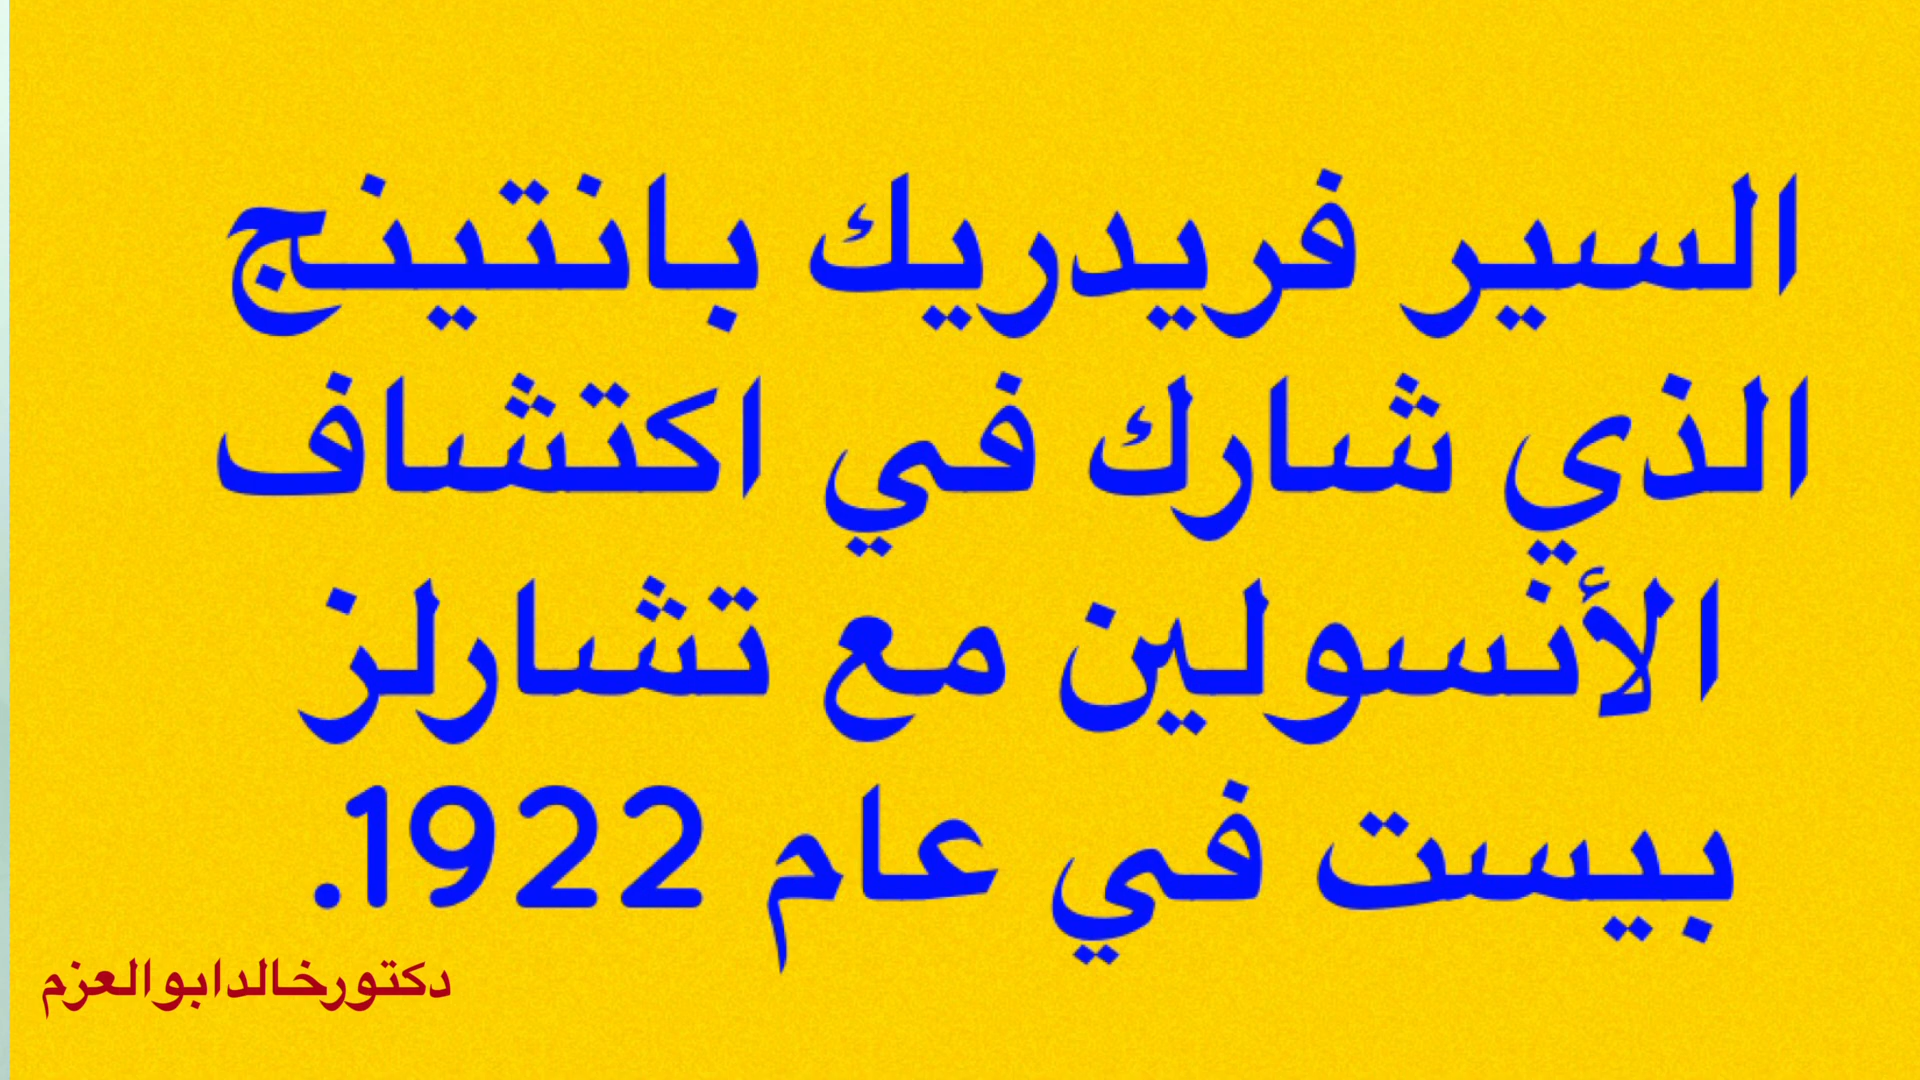 السير فريدريك بانتينج
الذي شارك في اكتشاف
الأنسولين مع تشارلز
بيست في عام 1922.
دكتورخالدابوالعزم